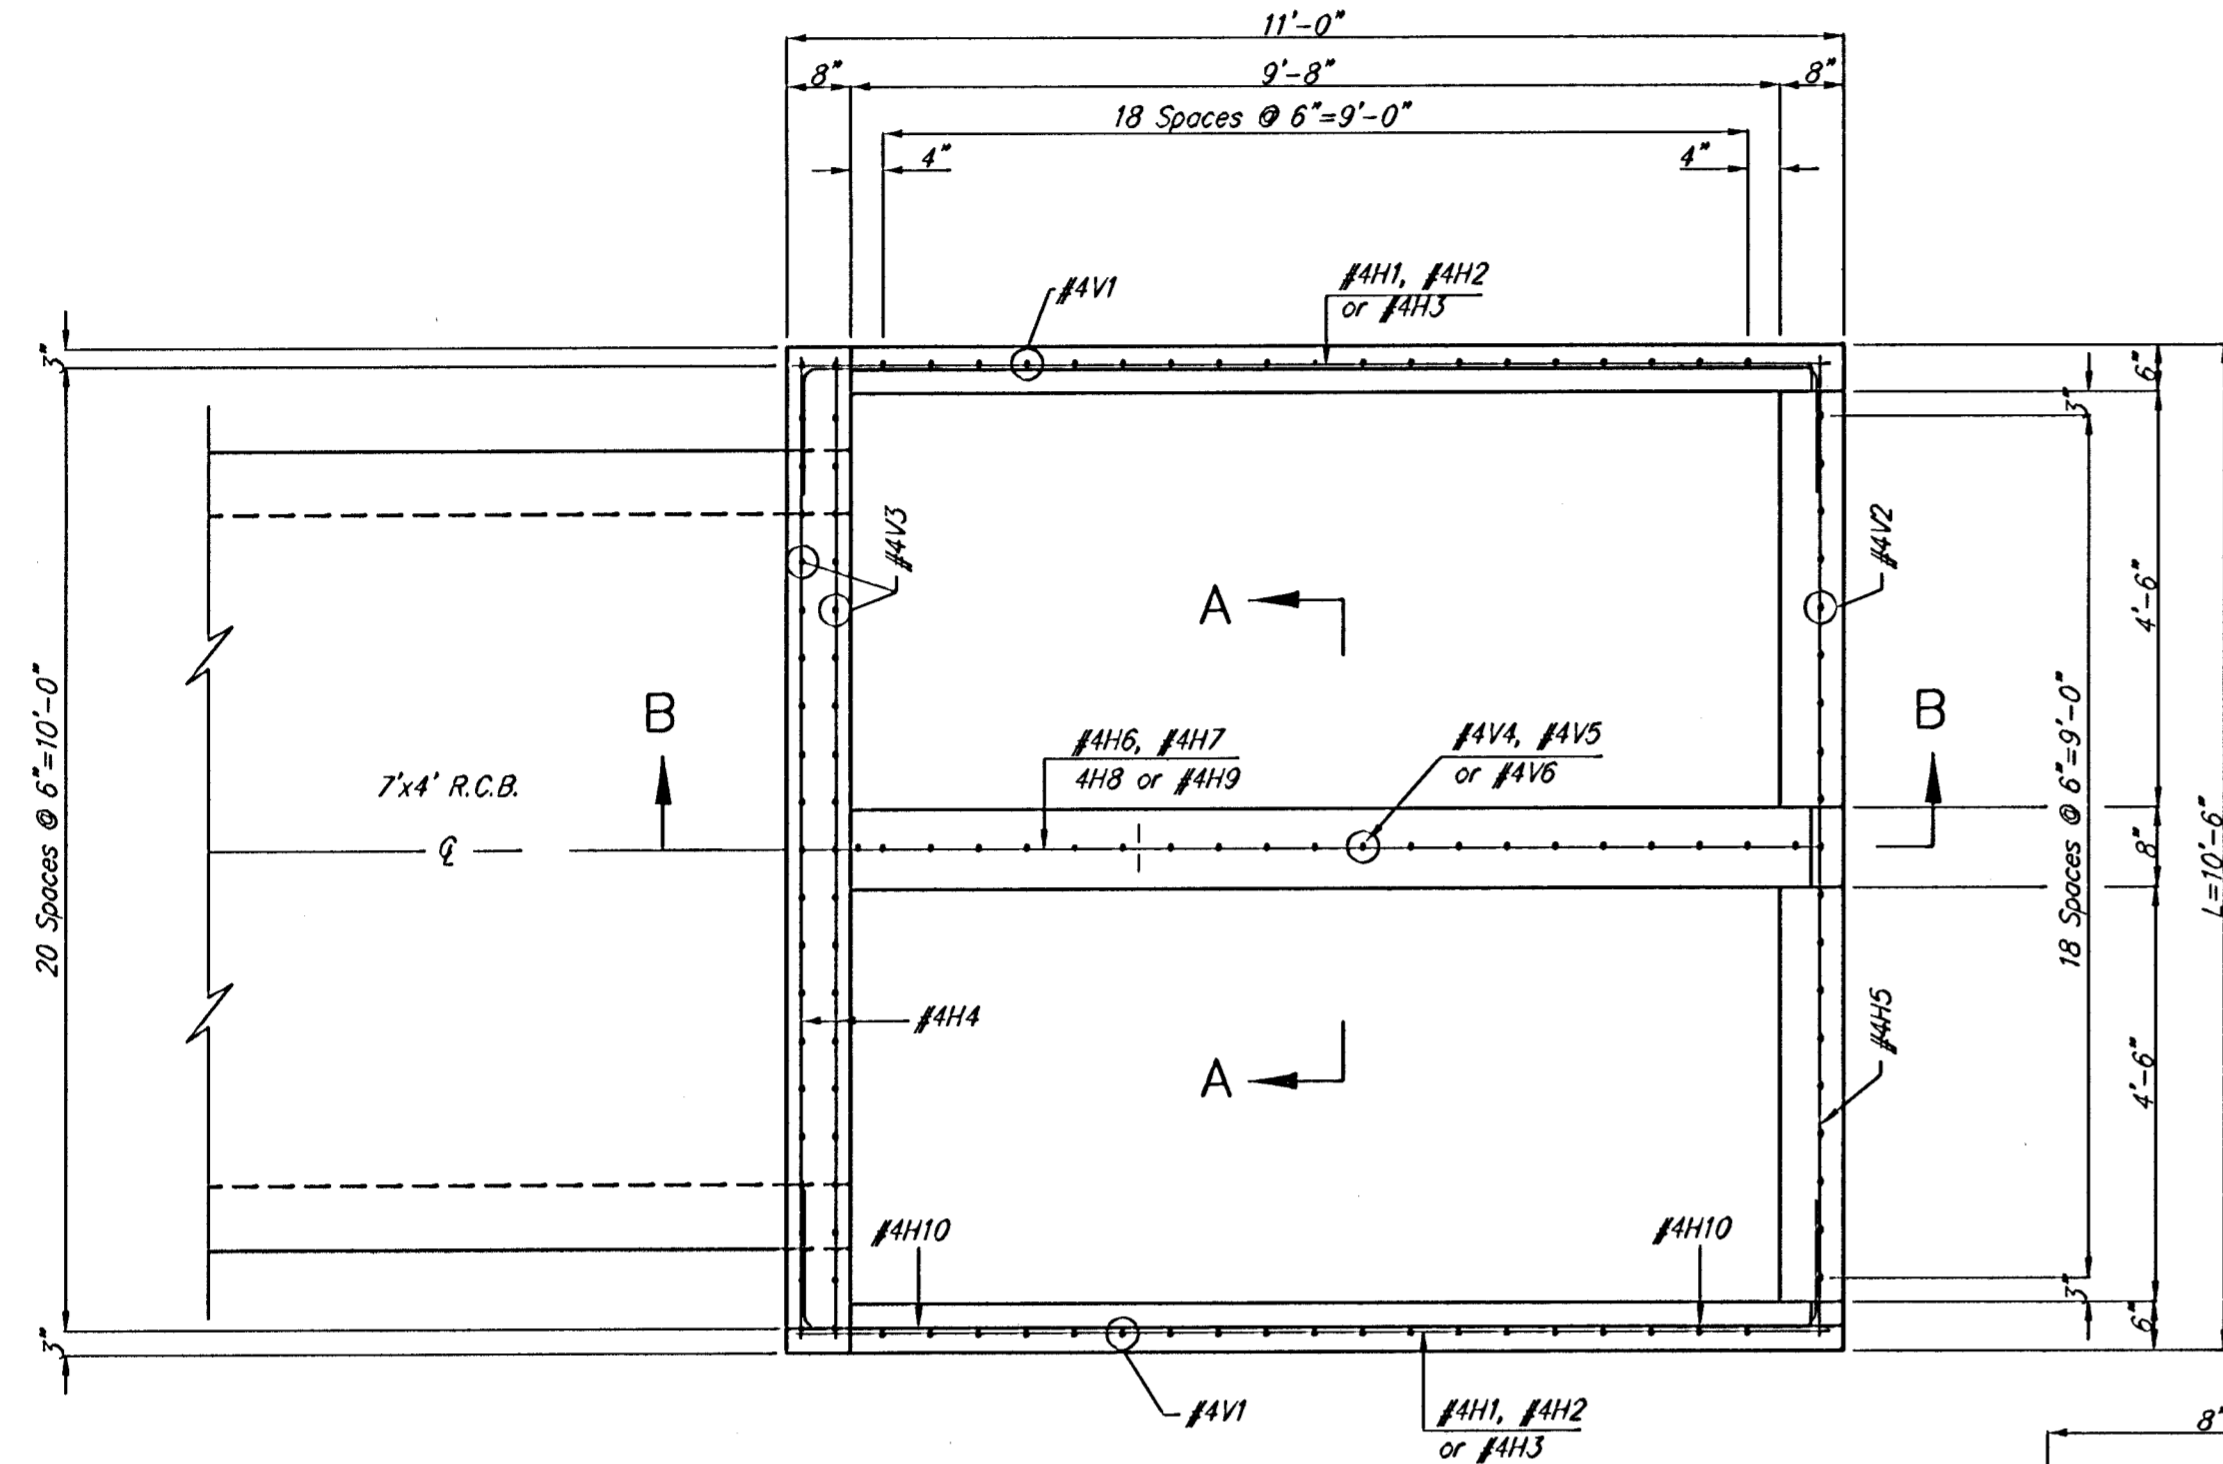 11'-0"
8"
9'-8"
8"
18 Spaces @ 6"=9'-0"
4"
4"
#4V1
#4H1, #4H2
or #4H3
3"
6"
3"
#4V3
#4V2
4'-6"
A
20 Spaces @ 6"=10'-0"
B
B
7'x4' R.C.B.
#4H6, #4H7
4H8 or #4H9
#4V4, #4V5
or #4V6
18 Spaces @ 6"=9'-0"
8"
L=10'-6"
℄
#4H4
#4H5
A
4'-6"
#4H10
#4H10
3"
3"
6"
#4V1
#4H1, #4H2
or #4H3
8"